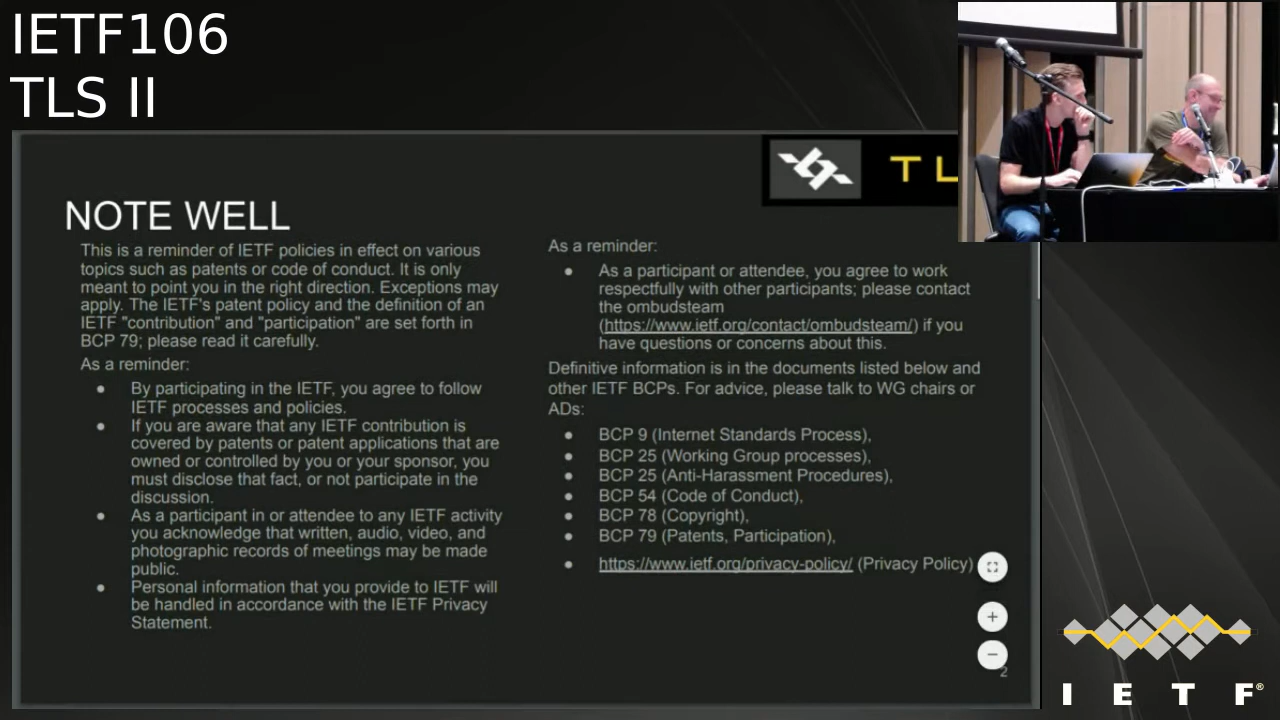 IETF106
TLS II
TL
NOTE WELL
This is a reminder of IETF policies in effect on various
topics such as patents or code of conduct. It is only
meant to point you in the right direction. Exceptions may
apply. The IETF's patent policy and the definition of an
IETF "contribution" and "participation" are set forth in
BCP 79; please read it carefully.
As a reminder:
● By participating in the IETF, you agree to follow
IETF processes and policies.
● If you are aware that any IETF contribution is
covered by patents or patent applications that are
owned or controlled by you or your sponsor, you
must disclose that fact, or not participate in the
discussion.
● As a participant in or attendee to any IETF activity
you acknowledge that written, audio, video, and
photographic records of meetings may be made
public.
● Personal information that you provide to IETF will
be handled in accordance with the IETF Privacy
Statement.
As a reminder:
● As a participant or attendee, you agree to work
respectfully with other participants; please contact
the ombudsteam
(https://www.ietf.org/contact/ombudsteam/) if you
have questions or concerns about this.
Definitive information is in the documents listed below and
other IETF BCPs. For advice, please talk to WG chairs or
ADs:
● BCP 9 (Internet Standards Process),
● BCP 25 (Working Group processes),
● BCP 25 (Anti-Harassment Procedures),
● BCP 54 (Code of Conduct),
● BCP 78 (Copyright),
● BCP 79 (Patents, Participation),
● https://www.ietf.org/privacy-policy/ (Privacy Policy)
2
I E T F®